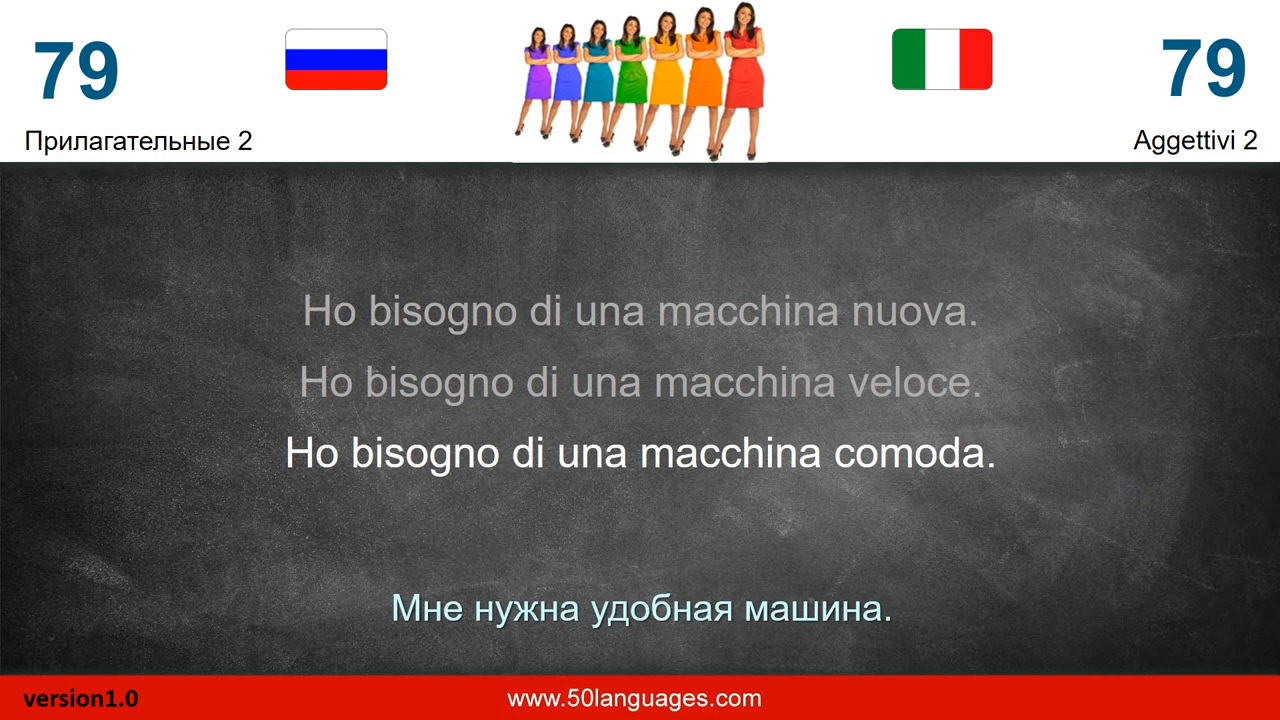 79
79
Прилагательные 2
Aggettivi 2
Ho bisogno di una macchina nuova.
Ho bisogno di una macchina veloce.
Ho bisogno di una macchina comoda.
Мне нужна удобная машина.
version1.0
www.50languages.com